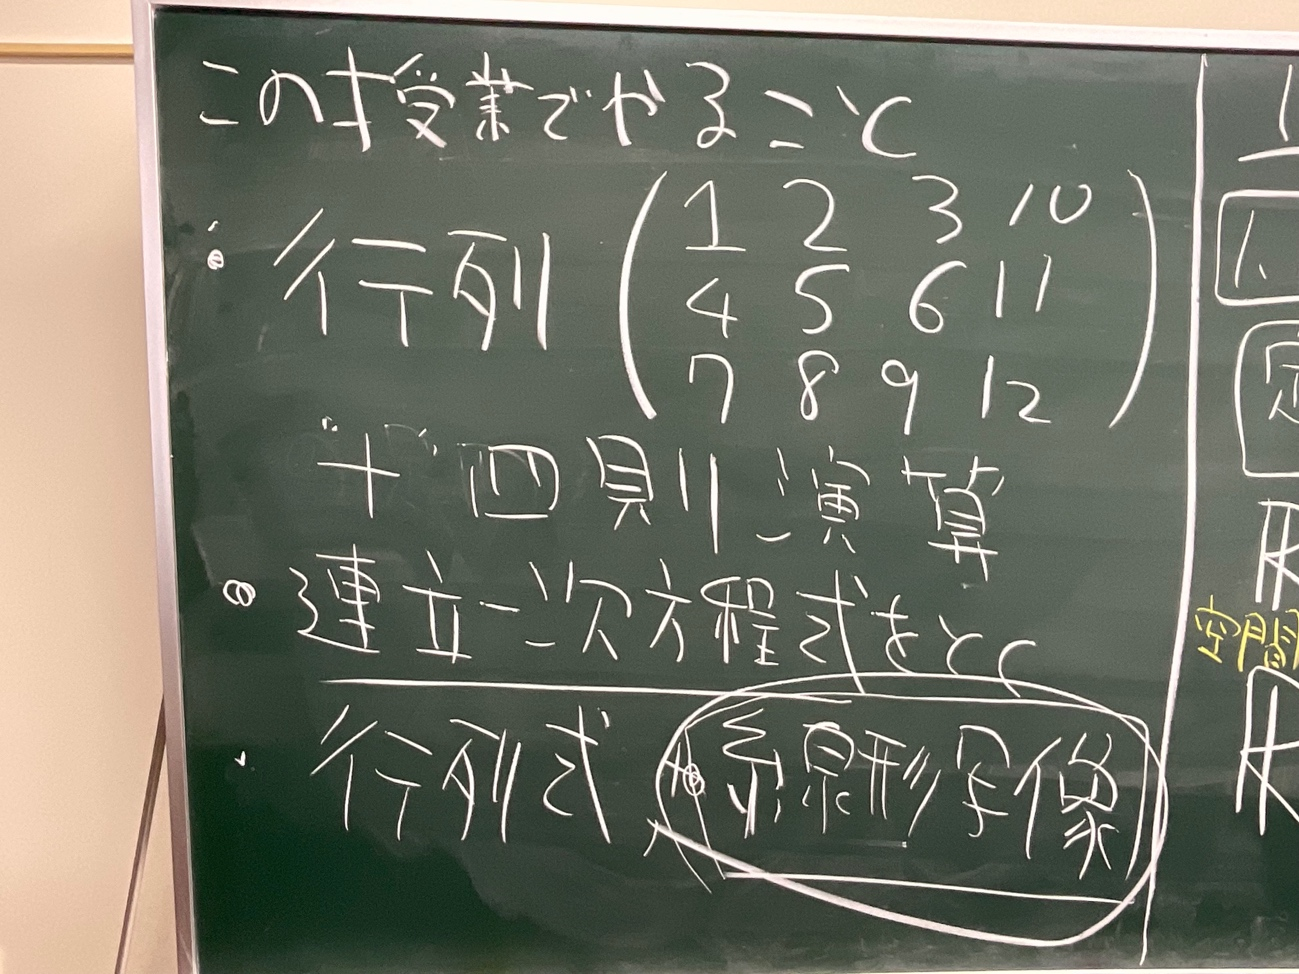 この授業でやること
・行列 (1 2 3 10
4 5 6 11
7 8 9 12)
四則演算
連立一次方程式をとく
・行列式 線形写像
空間